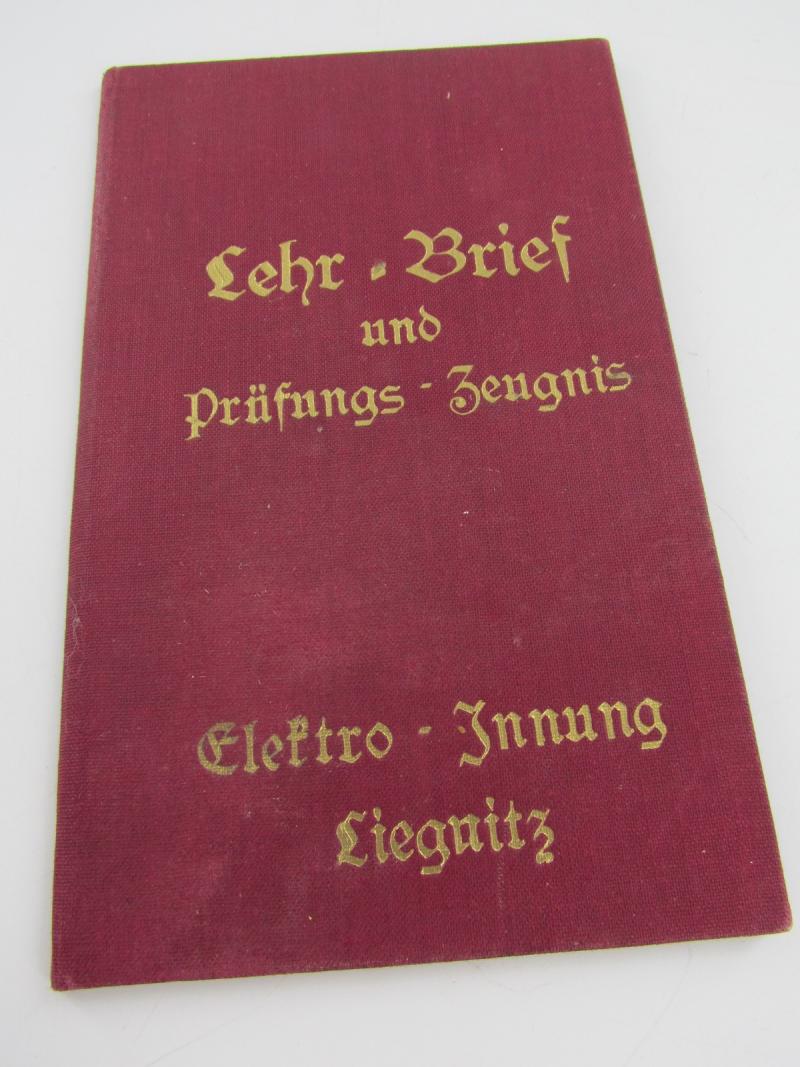 Lehr-Brief
und
Prüfungs-Zeugnis
Elektro-Innung
Liegnitz